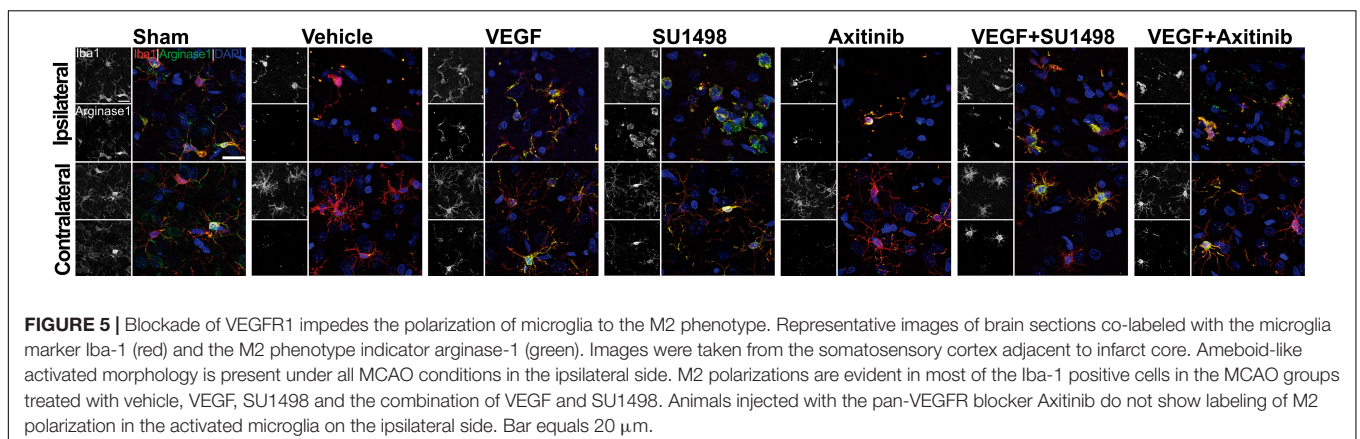 Sham Vehicle VEGF SU1498 Axitinib VEGF+SU1498 VEGF+Axitinib
Ipsilateral
Iba1
Iba1|Arginase1|DAPI
Arginase1
Contralateral
FIGURE 5 | Blockade of VEGFR1 impedes the polarization of microglia to the M2 phenotype. Representative images of brain sections co-labeled with the microglia
marker Iba-1 (red) and the M2 phenotype indicator arginase-1 (green). Images were taken from the somatosensory cortex adjacent to infarct core. Ameboid-like
activated morphology is present under all MCAO conditions in the ipsilateral side. M2 polarizations are evident in most of the Iba-1 positive cells in the MCAO groups
treated with vehicle, VEGF, SU1498 and the combination of VEGF and SU1498. Animals injected with the pan-VEGFR blocker Axitinib do not show labeling of M2
polarization in the activated microglia on the ipsilateral side. Bar equals 20 μm.